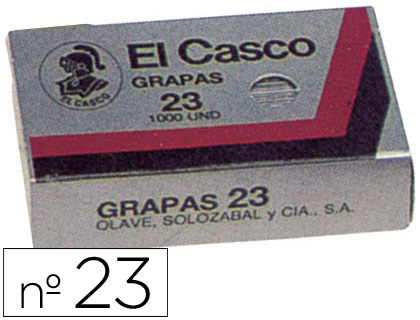 El Casco
GRAPAS
23
1000 UND
EL CASCO
GRAPAS 23
OLAVE, SOLOZABAL y CIA., S.A.
nº 23